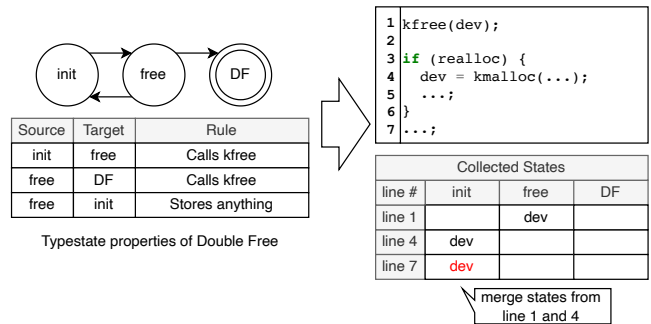 init free DF
Source Target Rule
init free Calls kfree
free DF Calls kfree
free init Stores anything
Typestate properties of Double Free
1 kfree(dev);
2
3 if (realloc) {
4 dev = kmalloc(...);
5 ...;
6 }
7 ...;
Collected States
line # init free DF
line 1 dev
line 4 dev
line 7 dev
merge states from
line 1 and 4